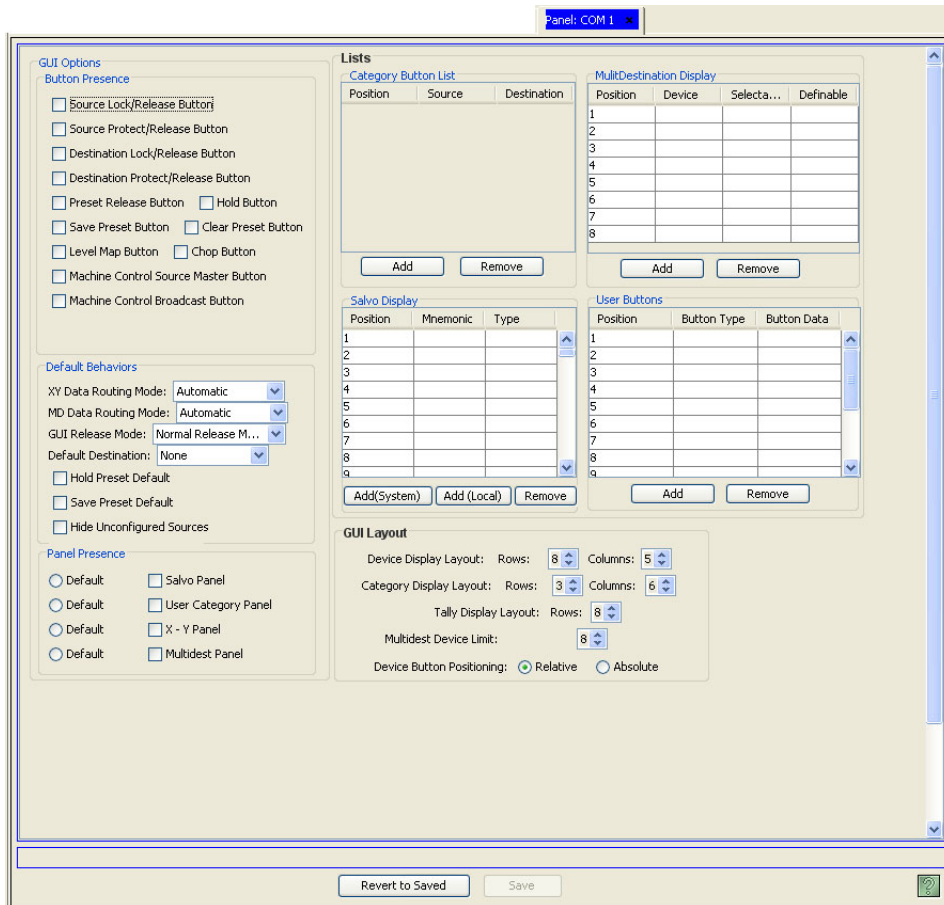 Panel: COM 1 ×
GUI Options
Button Presence
Source Lock/Release Button
Source Protect/Release Button
Destination Lock/Release Button
Destination Protect/Release Button
Preset Release Button Hold Button
Save Preset Button Clear Preset Button
Level Map Button Chop Button
Machine Control Source Master Button
Machine Control Broadcast Button
Default Behaviors
XY Data Routing Mode: Automatic
MD Data Routing Mode: Automatic
GUI Release Mode: Normal Release M...
Default Destination: None
Hold Preset Default
Save Preset Default
Hide Unconfigured Sources
Panel Presence
Default Salvo Panel
Default User Category Panel
Default X - Y Panel
Default Multidest Panel
Lists
Category Button List
Position Source Destination
Add Remove
MulitDestination Display
Position Device Selecta... Definable
1
2
3
4
5
6
7
8
Add Remove
Salvo Display
Position Mnemonic Type
1
2
3
4
5
6
7
8
9
Add(System) Add (Local) Remove
User Buttons
Position Button Type Button Data
1
2
3
4
5
6
7
8
9
Add Remove
GUI Layout
Device Display Layout: Rows: 8 Columns: 5
Category Display Layout: Rows: 3 Columns: 6
Tally Display Layout: Rows: 8
Multidest Device Limit: 8
Device Button Positioning: Relative Absolute
Revert to Saved Save
?